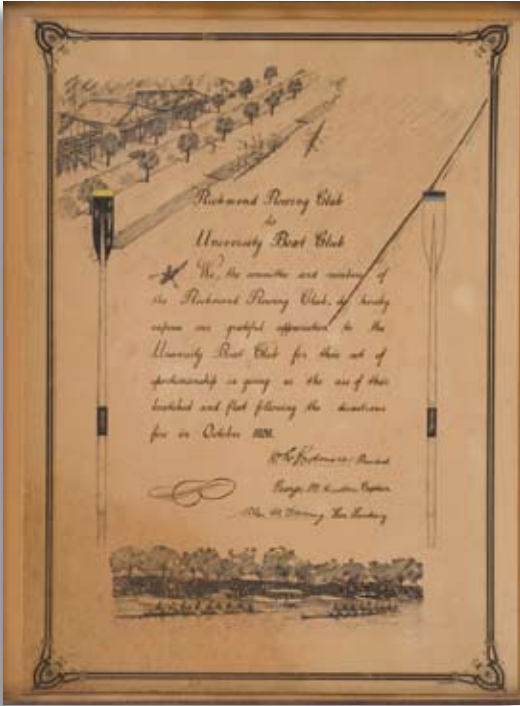 Richmond Rowing Club
to
University Boat Club
We, the committee and members of
the Richmond Rowing Club, do hereby
express our grateful appreciation to the
University Boat Club for their act of
sportsmanship in giving us the use of their
boatshed and fleet following the disastrous
fire in October
President
George M. Captain
Hon. Secretary